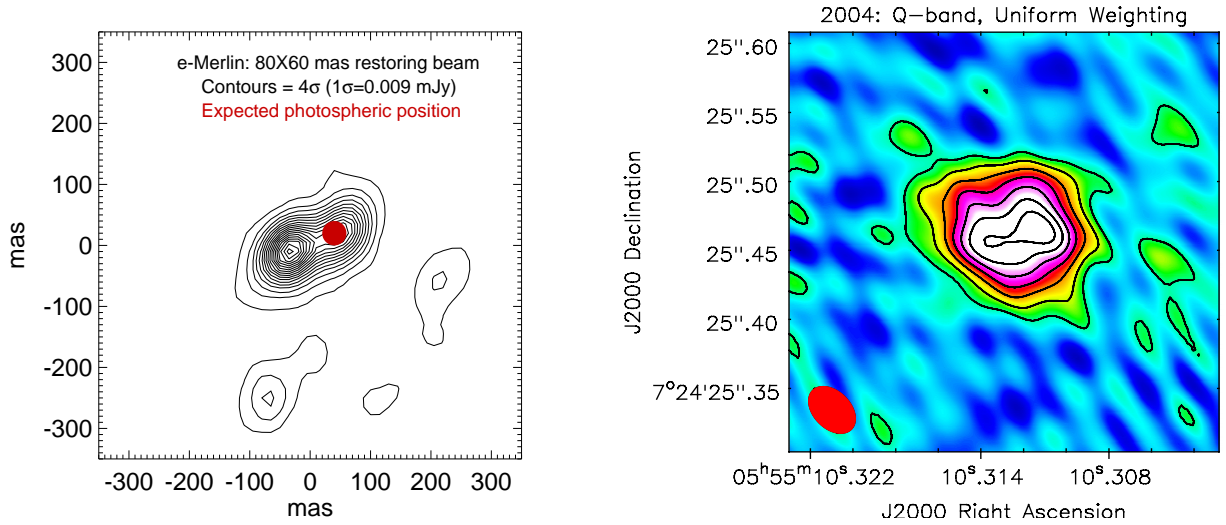 e-Merlin: 80X60 mas restoring beam
Contours = 4σ (1σ=0.009 mJy)
Expected photospheric position
300
200
100
0
-100
-200
-300
mas
-300 -200 -100 0 100 200 300
mas
2004: Q-band, Uniform Weighting
25".60
25".55
25".50
25".45
25".40
7°24'25".35
J2000 Declination
05ʰ55ᵐ10ˢ.322 10ˢ.314 10ˢ.308
J2000 Right Ascension